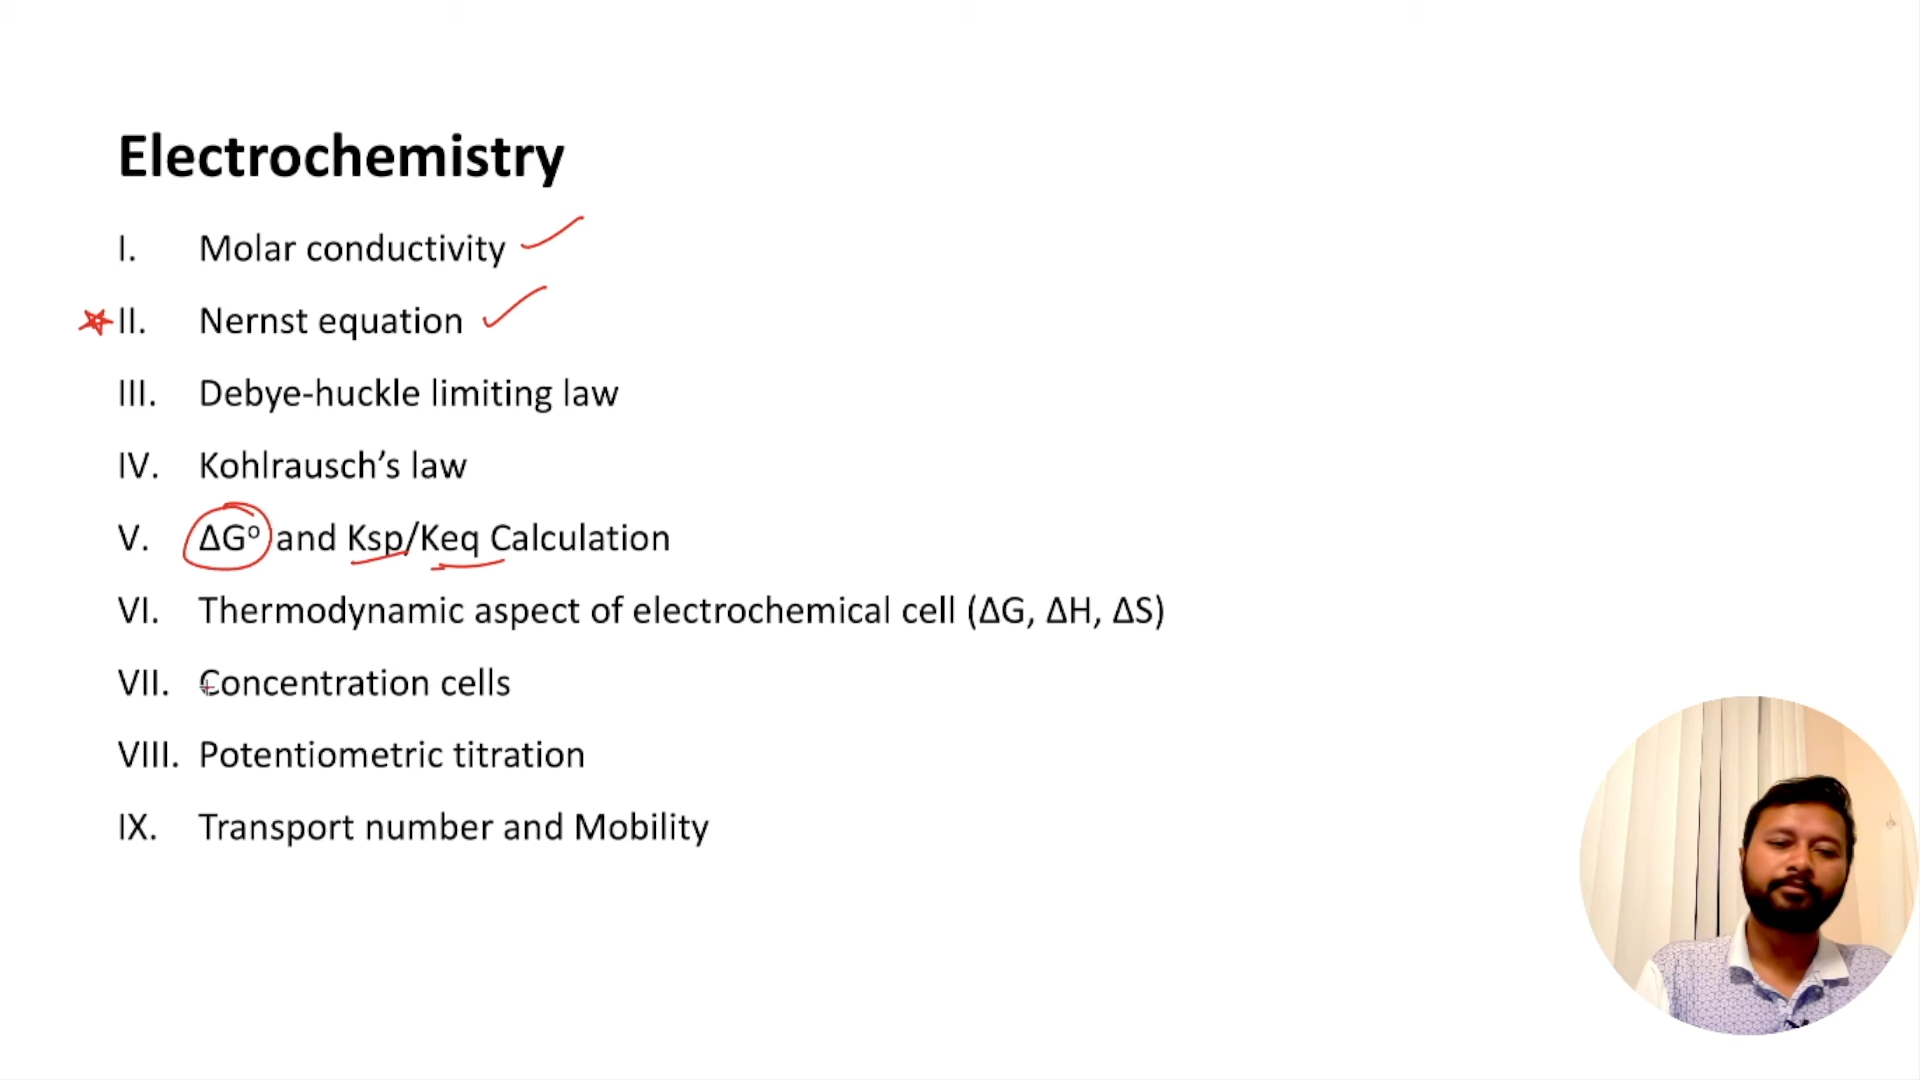 Electrochemistry
I. Molar conductivity
II. Nernst equation
III. Debye-huckle limiting law
IV. Kohlrausch’s law
V. ΔGº and Ksp/Keq Calculation
VI. Thermodynamic aspect of electrochemical cell (ΔG, ΔH, ΔS)
VII. Concentration cells
VIII. Potentiometric titration
IX. Transport number and Mobility